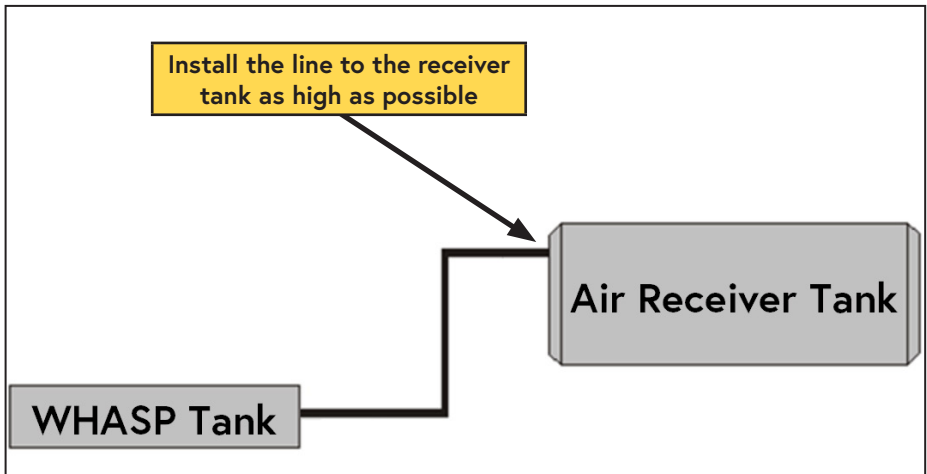 Install the line to the receiver
tank as high as possible
Air Receiver Tank
WHASP Tank